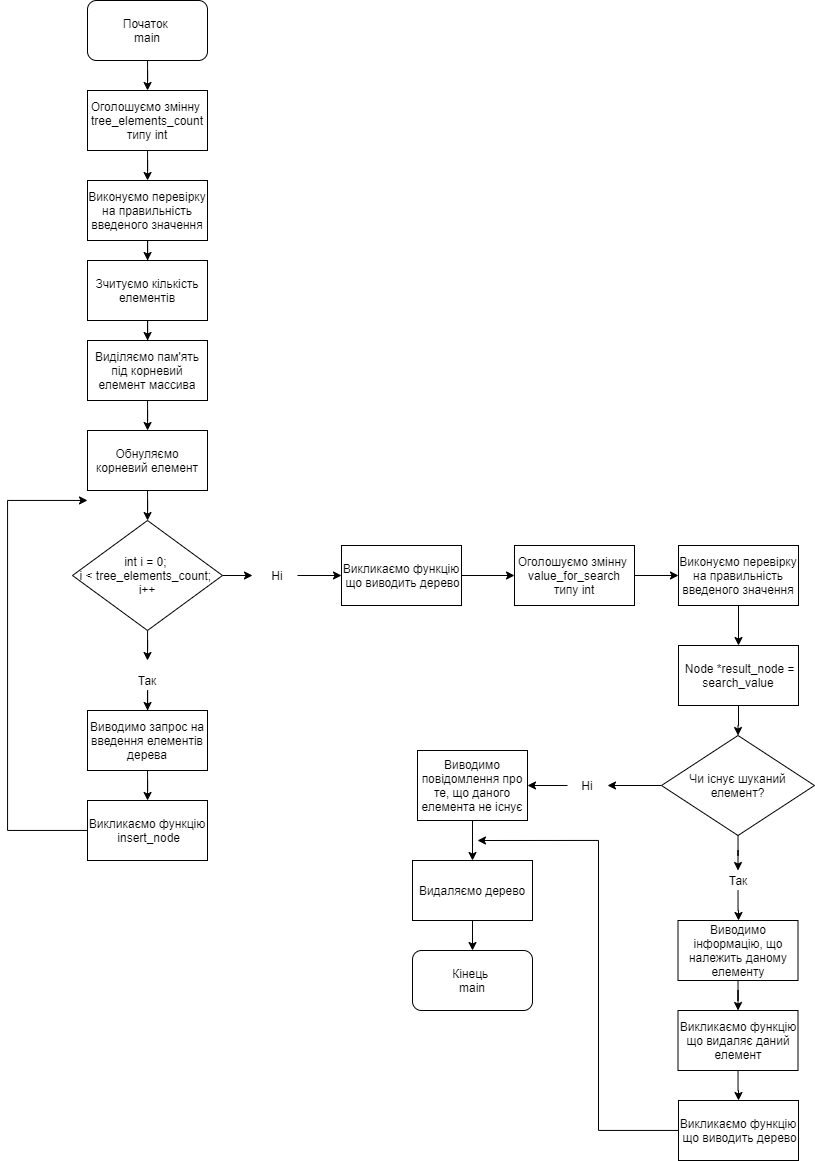 Початок
main
Оголошуємо змінну
tree_elements_count
типу int
Виконуємо перевірку
на правильність
введеного значення
Зчитуємо кількість
елементів
Виділяємо пам'ять
під корневий
елемент массива
Обнуляємо
корневий елемент
int i = 0;
i < tree_elements_count;
i++
Ні
Так
Виводимо запрос на
введення елементів
дерева
Викликаємо функцію
insert_node
Викликаємо функцію
що виводить дерево
Оголошуємо змінну
value_for_search
типу int
Виконуємо перевірку
на правильність
введеного значення
Node *result_node =
search_value
Чи існує шуканий
елемент?
Ні
Виводимо
повідомлення про
те, що даного
елемента не існує
Видаляємо дерево
Кінець
main
Так
Виводимо
інформацію, що
належить даному
елементу
Викликаємо функцію
що видаляє даний
елемент
Викликаємо функцію
що виводить дерево